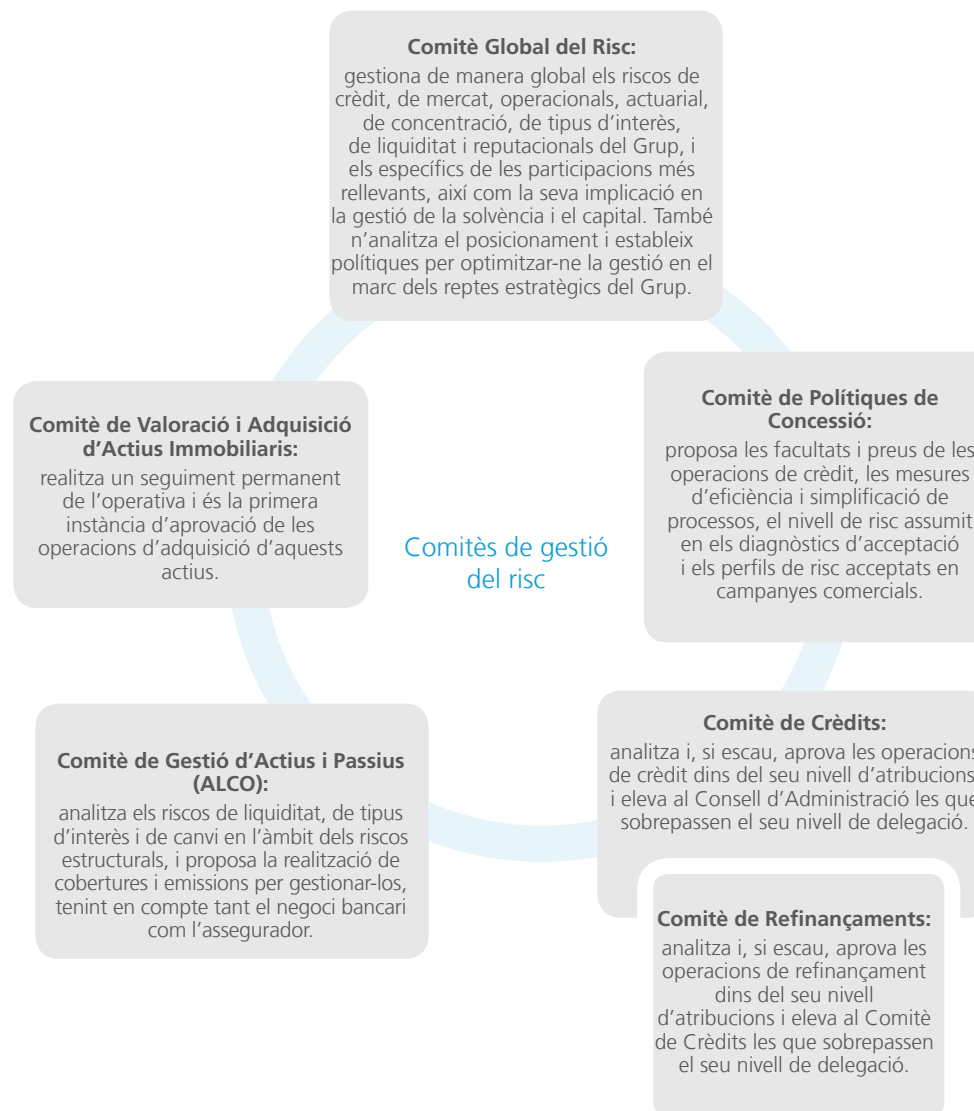 Comitè Global del Risc:
gestiona de manera global els riscos de
crèdit, de mercat, operacionals, actuarial,
de concentració, de tipus d'interès,
de liquiditat i reputacionals del Grup, i
els específics de les participacions més
rellevants, així com la seva implicació en
la gestió de la solvència i el capital. També
n'analitza el posicionament i estableix
polítiques per optimitzar-ne la gestió en el
marc dels reptes estratègics del Grup.
Comitè de Valoració i Adquisició
d'Actius Immobiliaris:
realitza un seguiment permanent
de l'operativa i és la primera
instància d'aprovació de les
operacions d'adquisició d'aquests
actius.
Comitès de gestió
del risc
Comitè de Polítiques de
Concessió:
proposa les facultats i preus de les
operacions de crèdit, les mesures
d'eficiència i simplificació de
processos, el nivell de risc assumit
en els diagnòstics d'acceptació
i els perfils de risc acceptats en
campanyes comercials.
Comitè de Gestió d'Actius i Passius
(ALCO):
analitza els riscos de liquiditat, de tipus
d'interès i de canvi en l'àmbit dels riscos
estructurals, i proposa la realització de
cobertures i emissions per gestionar-los,
tenint en compte tant el negoci bancari
com l'assegurador.
Comitè de Crèdits:
analitza i, si escau, aprova les operacions
de crèdit dins del seu nivell d'atribucions
i eleva al Consell d'Administració les que
sobrepassen el seu nivell de delegació.
Comitè de Refinançaments:
analitza i, si escau, aprova les
operacions de refinançament
dins del seu nivell
d'atribucions i eleva al Comitè
de Crèdits les que sobrepassen
el seu nivell de delegació.